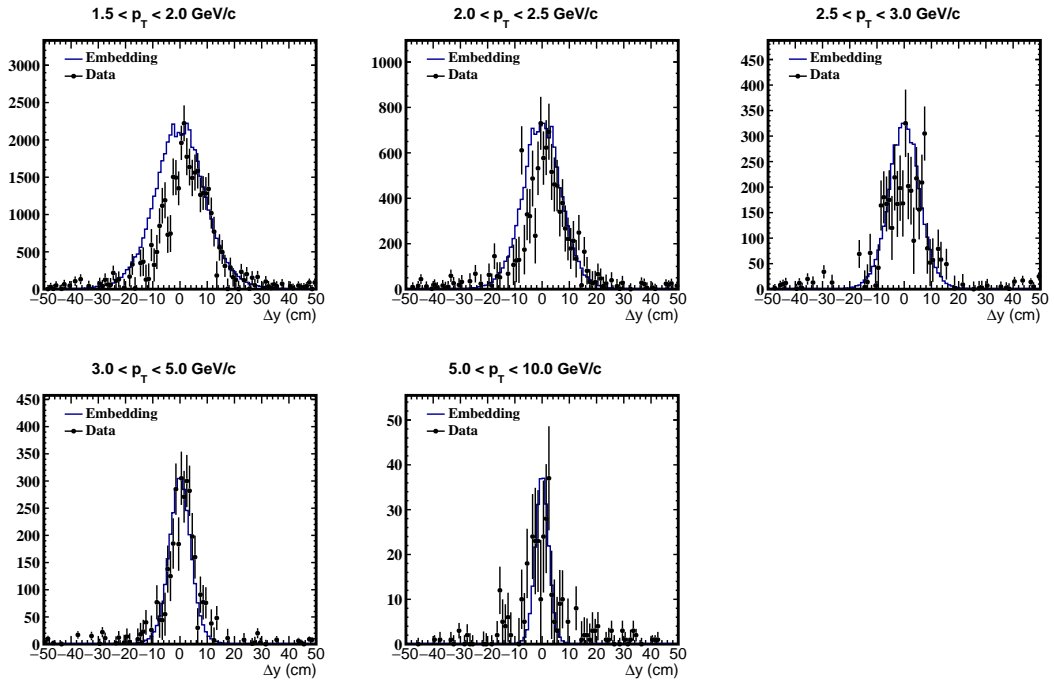 1.5 < p_T < 2.0 GeV/c
3000
2500
2000
1500
1000
500
0
Embedding
Data
−50 −40 −30 −20 −10 0 10 20 30 40 50
Δy (cm)
2.0 < p_T < 2.5 GeV/c
1000
800
600
400
200
0
Embedding
Data
−50 −40 −30 −20 −10 0 10 20 30 40 50
Δy (cm)
2.5 < p_T < 3.0 GeV/c
450
400
350
300
250
200
150
100
50
0
Embedding
Data
−50 −40 −30 −20 −10 0 10 20 30 40 50
Δy (cm)
3.0 < p_T < 5.0 GeV/c
450
400
350
300
250
200
150
100
50
0
Embedding
Data
−50 −40 −30 −20 −10 0 10 20 30 40 50
Δy (cm)
5.0 < p_T < 10.0 GeV/c
50
40
30
20
10
0
Embedding
Data
−50 −40 −30 −20 −10 0 10 20 30 40 50
Δy (cm)